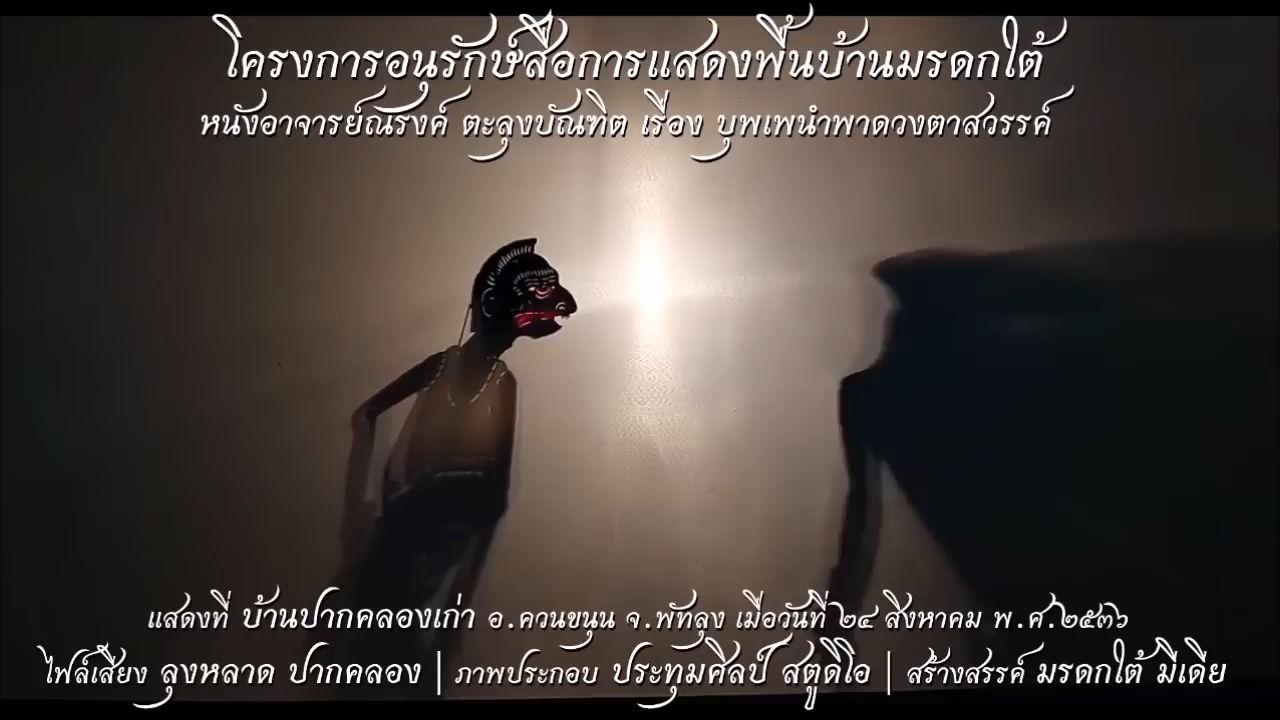 โครงการอนุรักษ์สื่อการแสดงพื้นบ้านมรดกใต้
หนังอาจารย์ณรงค์ ตะลุงบัณฑิต เรื่อง บุพเพนำพาดวงตาสวรรค์
แสดงที่ บ้านปากคลองเก่า อ.ควนขนุน จ.พัทลุง เมื่อวันที่ ๒๔ สิงหาคม พ.ศ.๒๕๓๖
ไฟล์เสียง ลุงหลาด ปากคลอง | ภาพประกอบ ประทุมศิลป์ สตูดิโอ | สร้างสรรค์ มรดกใต้ มีเดีย